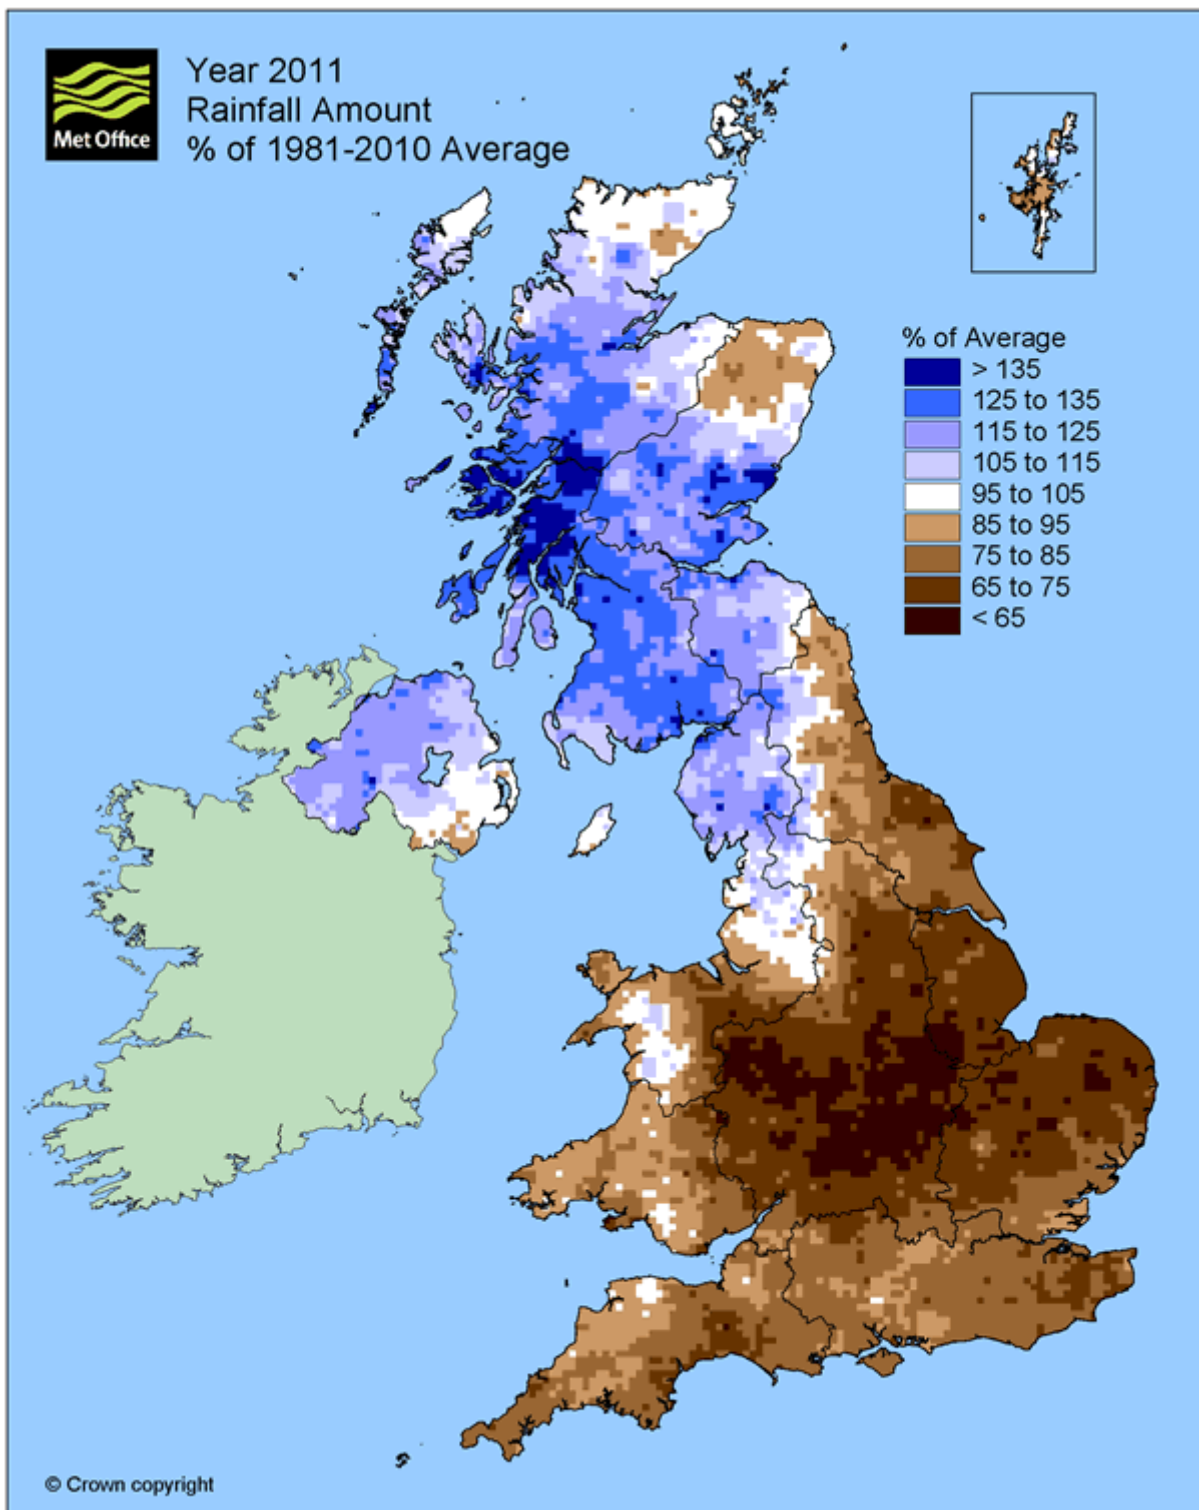 Year 2011
Rainfall Amount
% of 1981-2010 Average
Met Office
% of Average
> 135
125 to 135
115 to 125
105 to 115
95 to 105
85 to 95
75 to 85
65 to 75
< 65
© Crown copyright